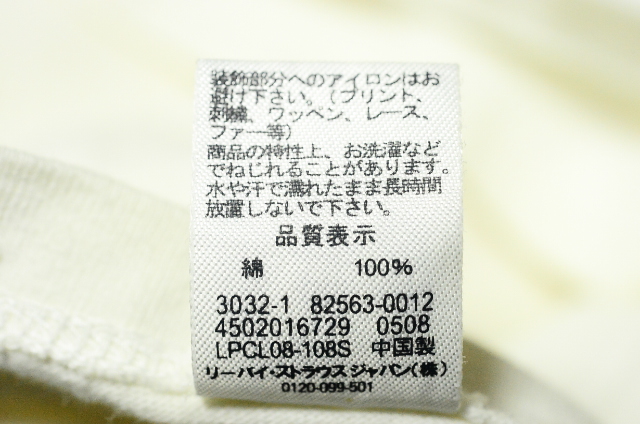 装飾部分へのアイロンはお
避け下さい。(プリント、
刺繍、ワッペン、レース、
ファー等)
商品の特性上、お洗濯など
でねじれることがあります。
水や汗で濡れたまま長時間
放置しないで下さい。
品質表示
綿 100%
3032-1 82563-0012
4502016729 0508
LPCL08-108S 中国製
リーバイ・ストラウス ジャパン(株)
0120-099-501